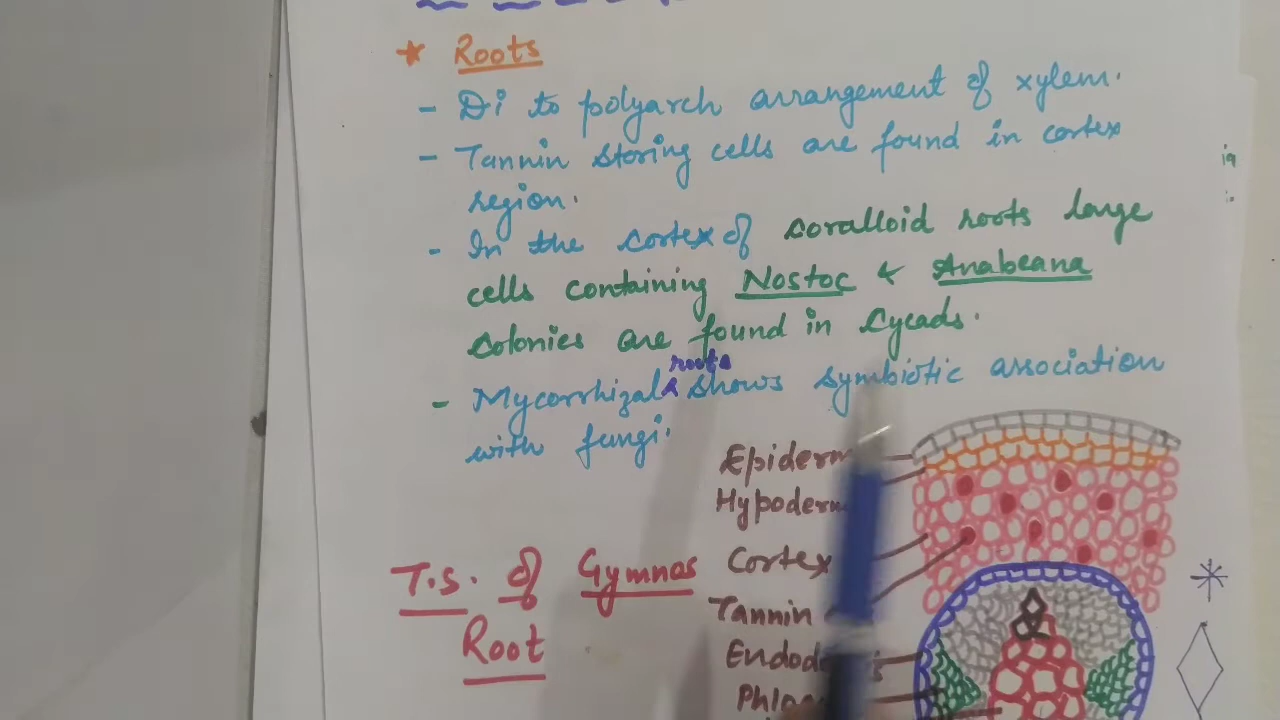 * Roots
- Di to polyarch arrangement of xylem.
- Tannin storing cells are found in cortex
region.
- In the cortex of coralloid roots large
cells containing Nostoc & Anabeana
colonies are found in Cycads.
roots
- Mycorrhizal shows symbiotic association
with fungi.
Epiderm
Hypoderm
T.S. of Gymnos
Cortex
Tannin
Root
Endode
Phlo